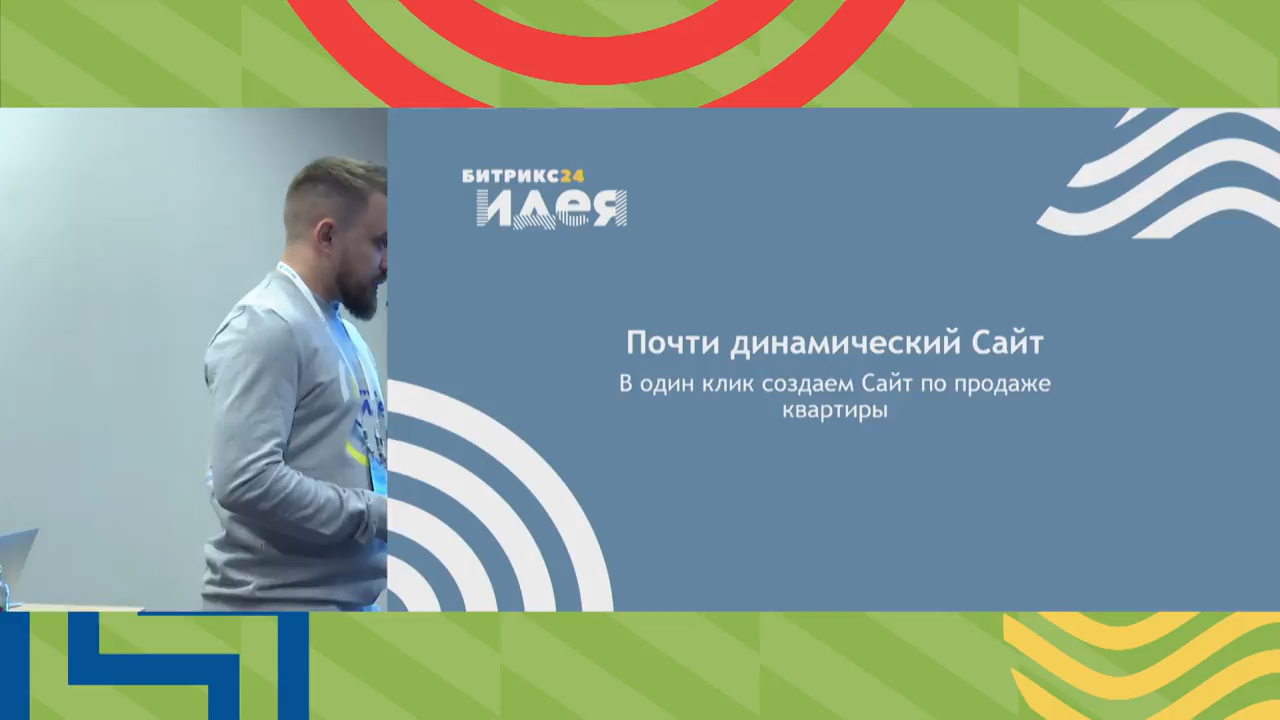 БИТРИКС24
идея
Почти динамический Сайт
В один клик создаем Сайт по продаже
квартиры